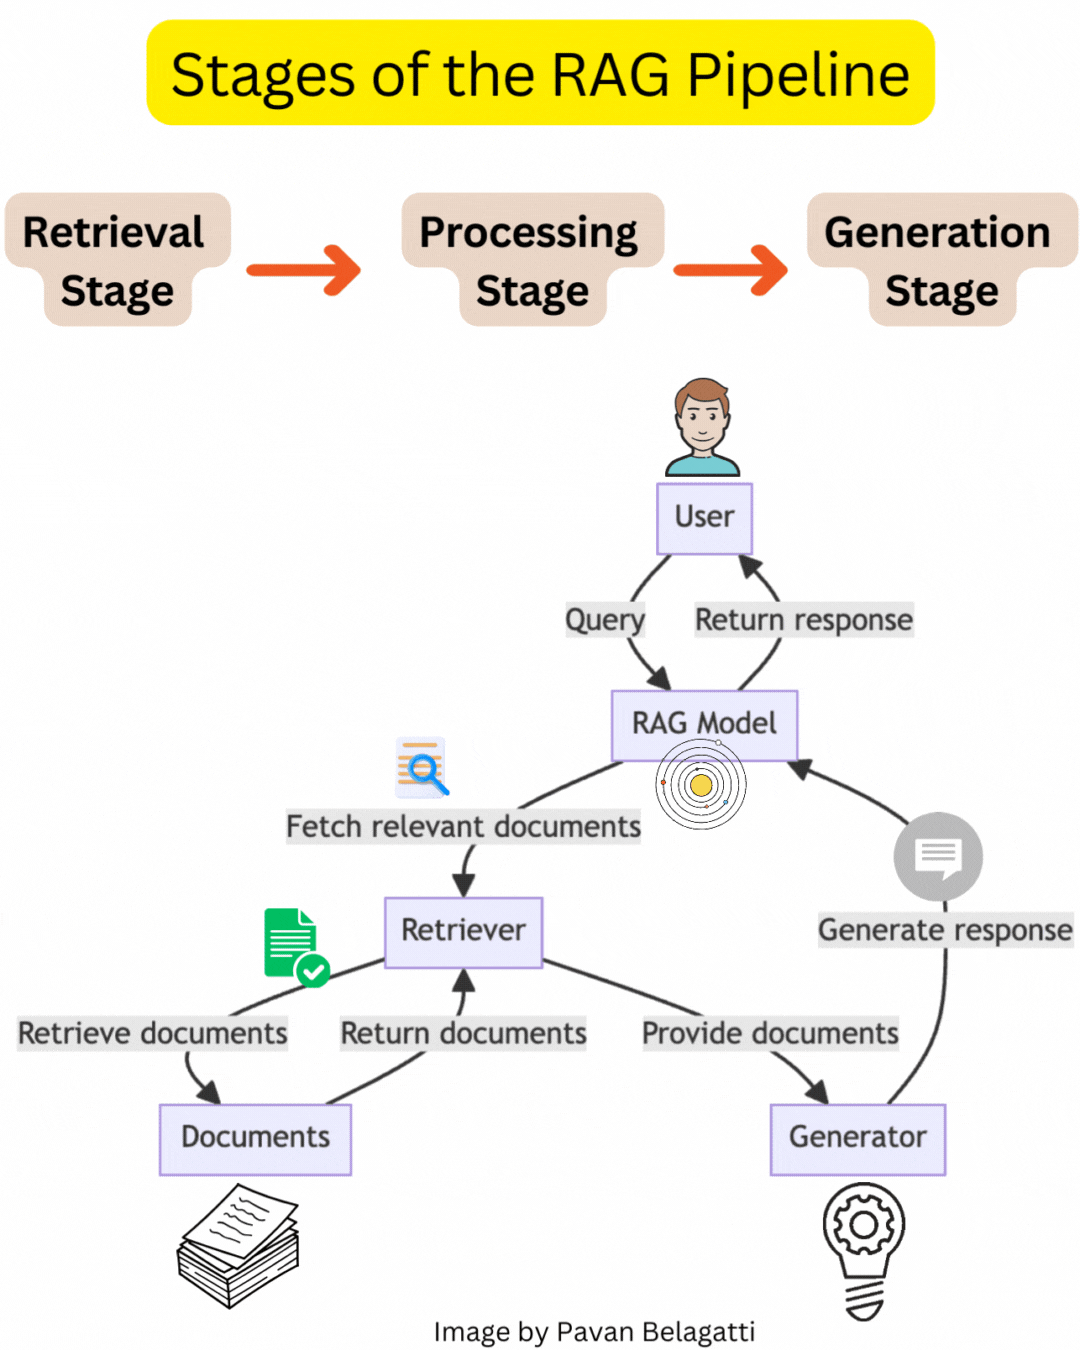 Stages of the RAG Pipeline
Retrieval
Stage
Processing
Stage
Generation
Stage
User
Query
Return response
RAG Model
Fetch relevant documents
Retriever
Generate response
Retrieve documents
Return documents
Provide documents
Documents
Generator
Image by Pavan Belagatti